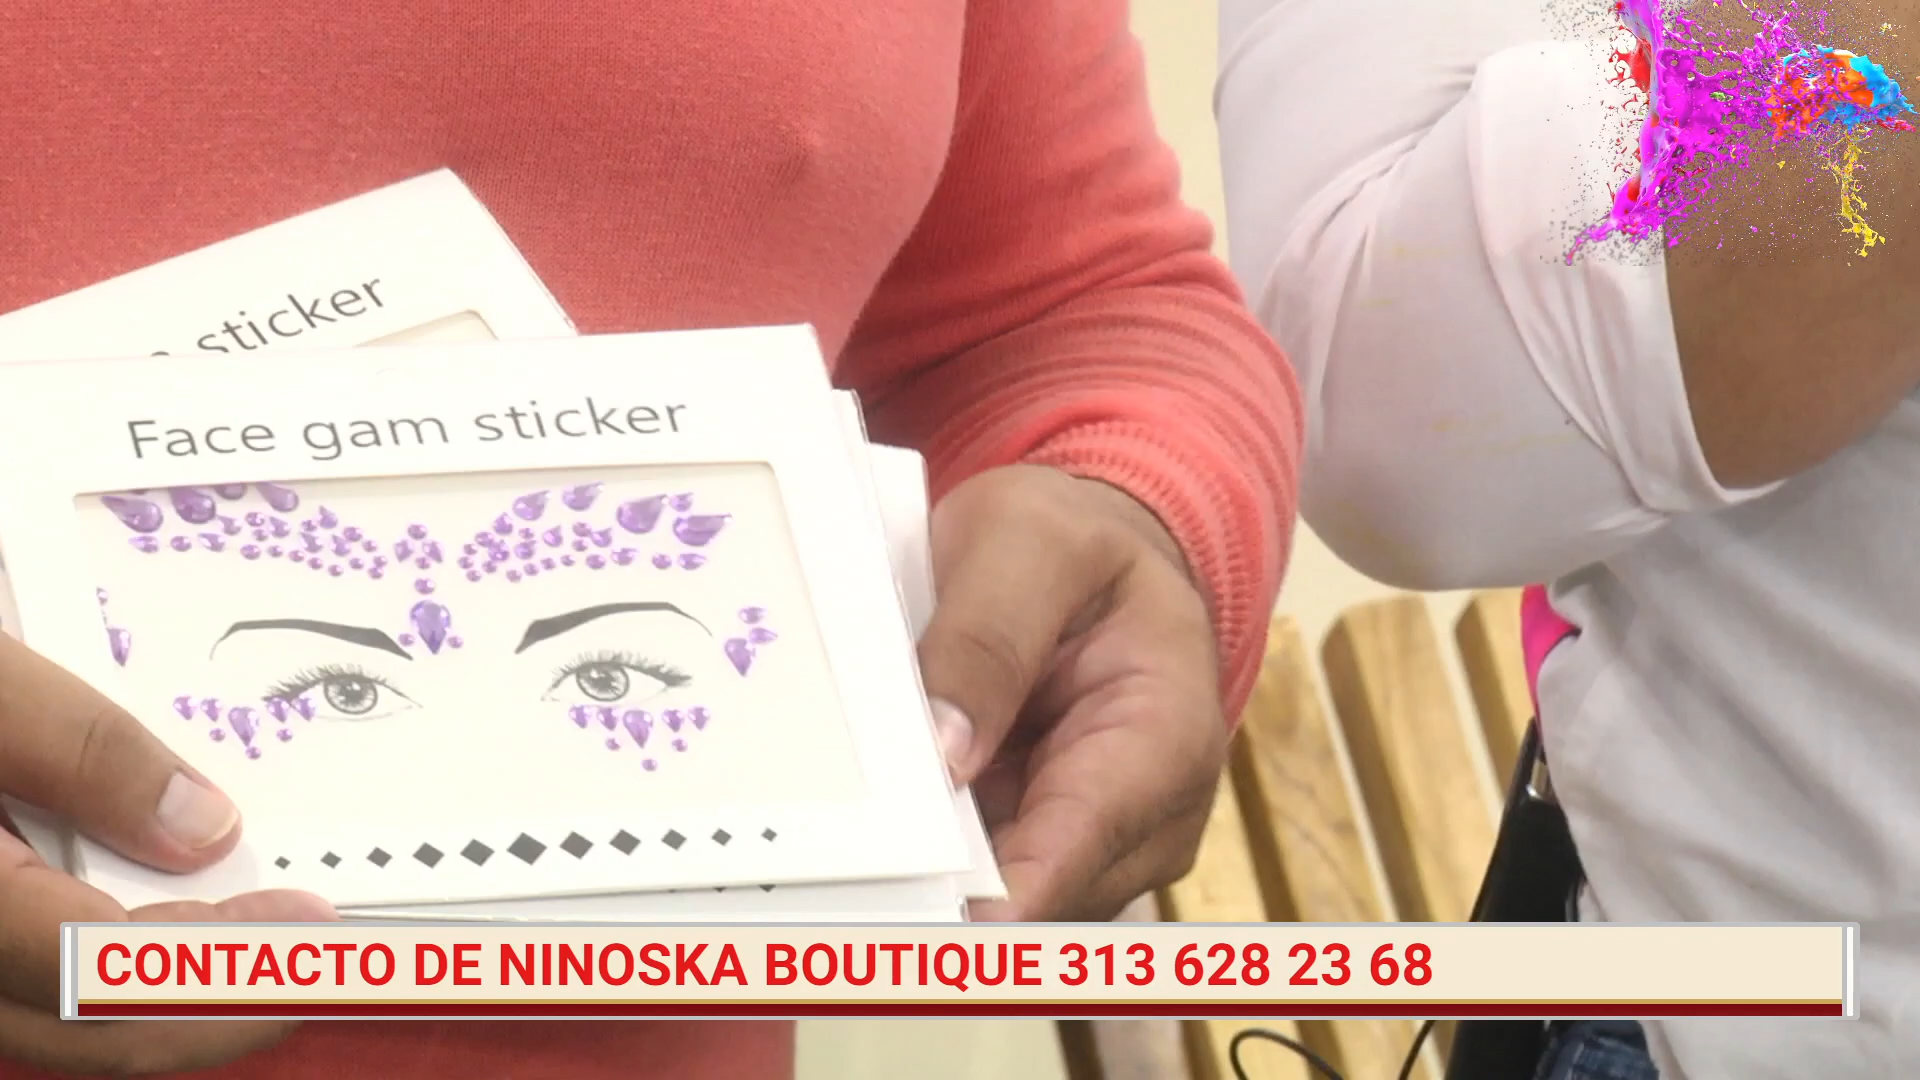 sticker
Face gam sticker
CONTACTO DE NINOSKA BOUTIQUE 313 628 23 68